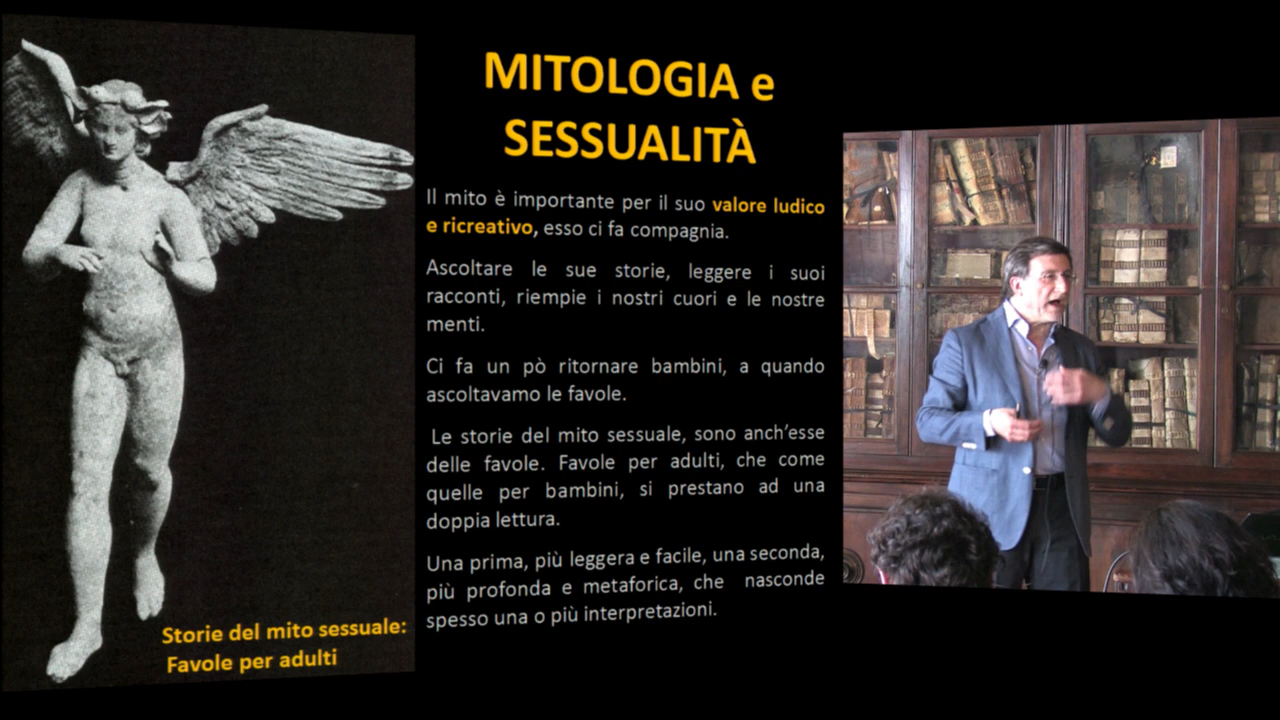 MITOLOGIA e
SESSUALITÀ
Il mito è importante per il suo valore ludico
e ricreativo, esso ci fa compagnia.
Ascoltare le sue storie, leggere i suoi
racconti, riempie i nostri cuori e le nostre
menti.
Ci fa un pò ritornare bambini, a quando
ascoltavamo le favole.
Le storie del mito sessuale, sono anch’esse
delle favole. Favole per adulti, che come
quelle per bambini, si prestano ad una
doppia lettura.
Una prima, più leggera e facile, una seconda,
più profonda e metaforica, che nasconde
spesso una o più interpretazioni.
Storie del mito sessuale:
Favole per adulti